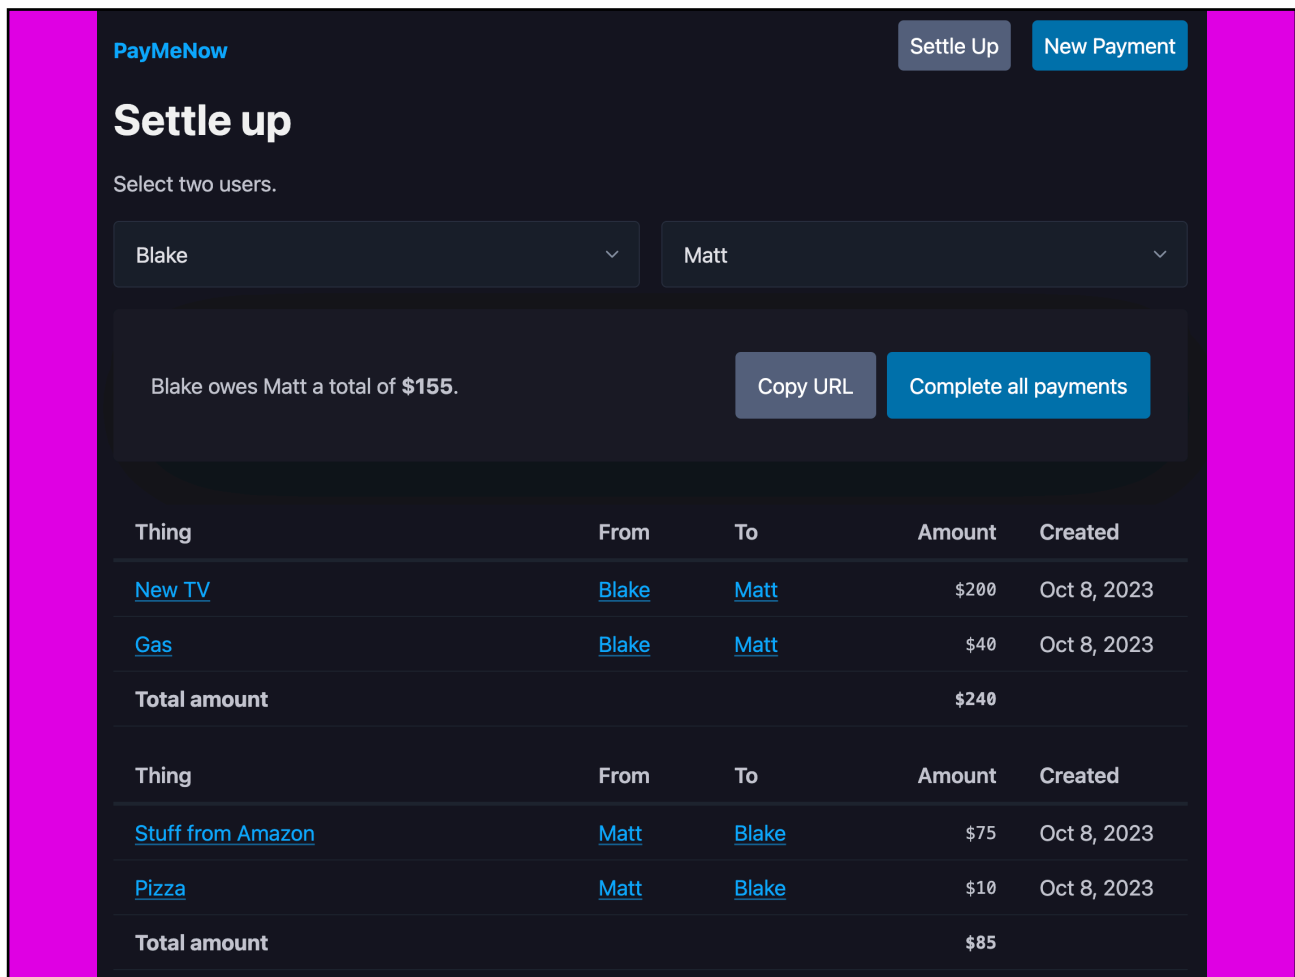 PayMeNow
Settle Up
New Payment
Settle up
Select two users.
Blake
Matt
Blake owes Matt a total of $155.
Copy URL
Complete all payments
Thing From To Amount Created
New TV Blake Matt $200 Oct 8, 2023
Gas Blake Matt $40 Oct 8, 2023
Total amount $240
Thing From To Amount Created
Stuff from Amazon Matt Blake $75 Oct 8, 2023
Pizza Matt Blake $10 Oct 8, 2023
Total amount $85